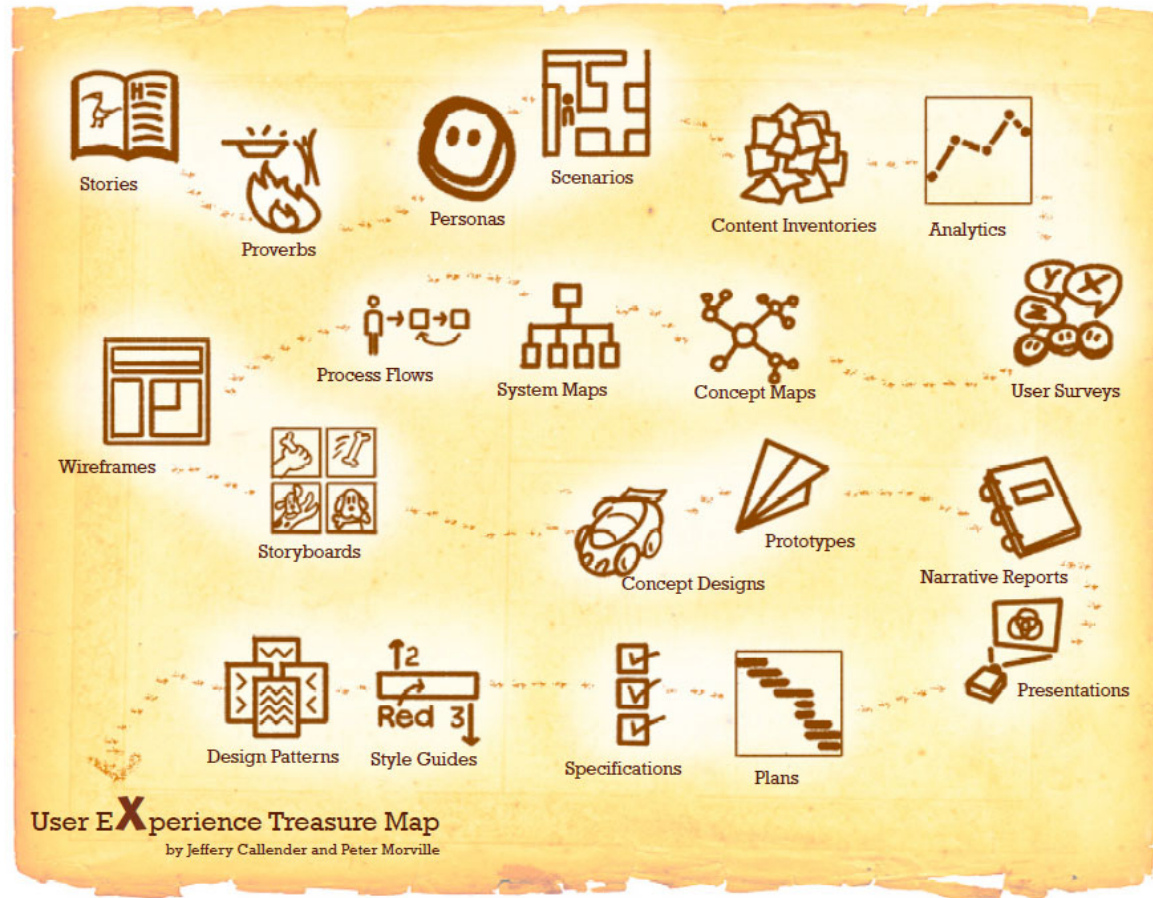 H
Stories
Proverbs
Personas
Scenarios
Content Inventories
Analytics
Y X
Z
User Surveys
Concept Maps
System Maps
Process Flows
Wireframes
Storyboards
Concept Designs
Prototypes
Narrative Reports
Presentations
Plans
Specifications
2
Red 3
Style Guides
Design Patterns
User EXperience Treasure Map
by Jeffery Callender and Peter Morville